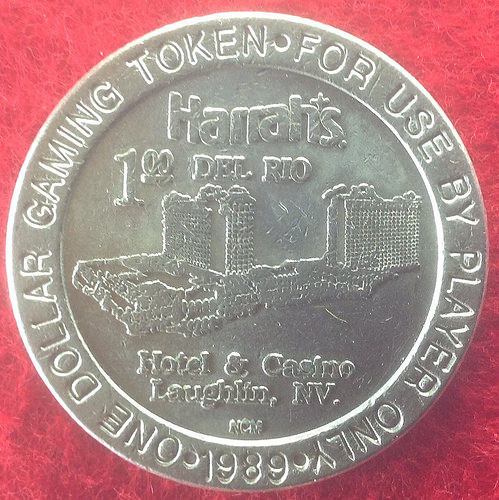 ONE DOLLAR GAMING TOKEN • FOR USE BY PLAYER ONLY •
Harrah's
1.00 DEL RIO
Hotel & Casino
Laughlin, NV.
NCM
•1989•